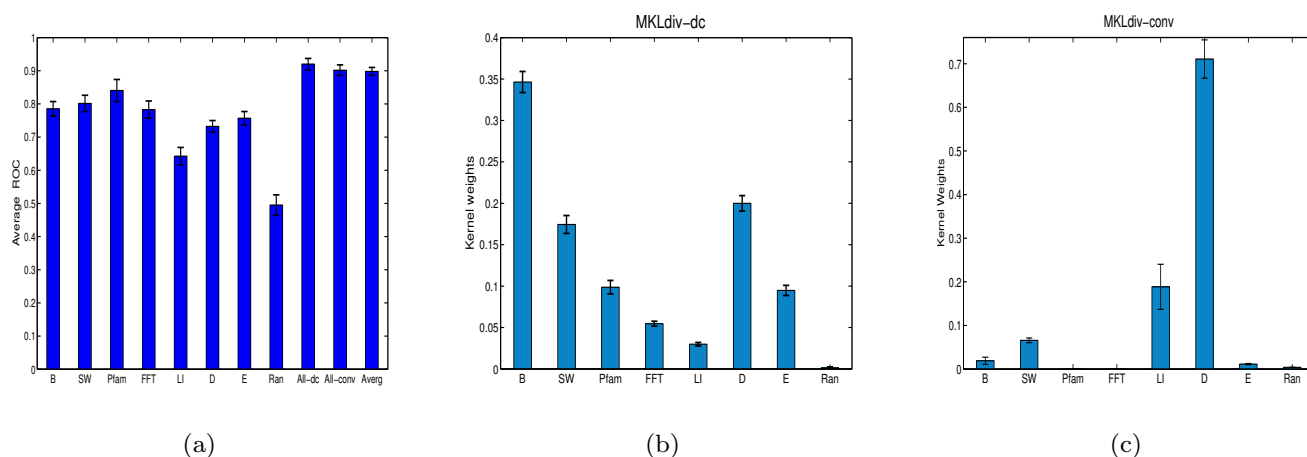 Average ROC
1
0.9
0.8
0.7
0.6
0.5
0.4
0.3
0.2
0.1
0
B SW Pfam FFT LI D E Ran All-dc All-conv Averg
(a)
MKLdiv-dc
Kernel weights
0.4
0.35
0.3
0.25
0.2
0.15
0.1
0.05
0
B SW Pfam FFT LI D E Ran
(b)
MKLdiv-conv
Kernel Weights
0.7
0.6
0.5
0.4
0.3
0.2
0.1
0
B SW Pfam FFT LI D E Ran
(c)